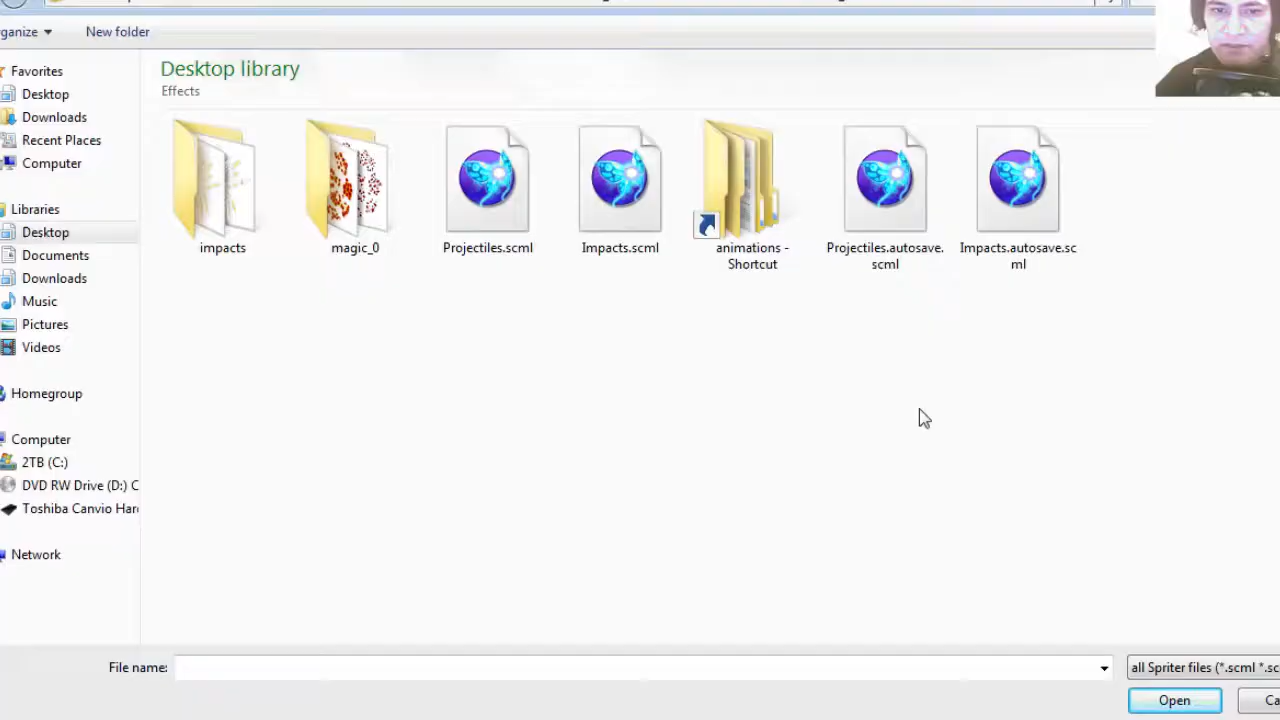 ganize
New folder
Favorites
Desktop
Downloads
Recent Places
Computer
Libraries
Desktop
Documents
Downloads
Music
Pictures
Videos
Homegroup
Computer
2TB (C:)
DVD RW Drive (D:) C
Toshiba Canvio Har
Network
Desktop library
Effects
impacts
magic_0
Projectiles.scml
Impacts.scml
animations -
Shortcut
Projectiles.autosave.
scml
Impacts.autosave.sc
ml
File name:
all Spriter files (*.scml *.sc
Open
Ca